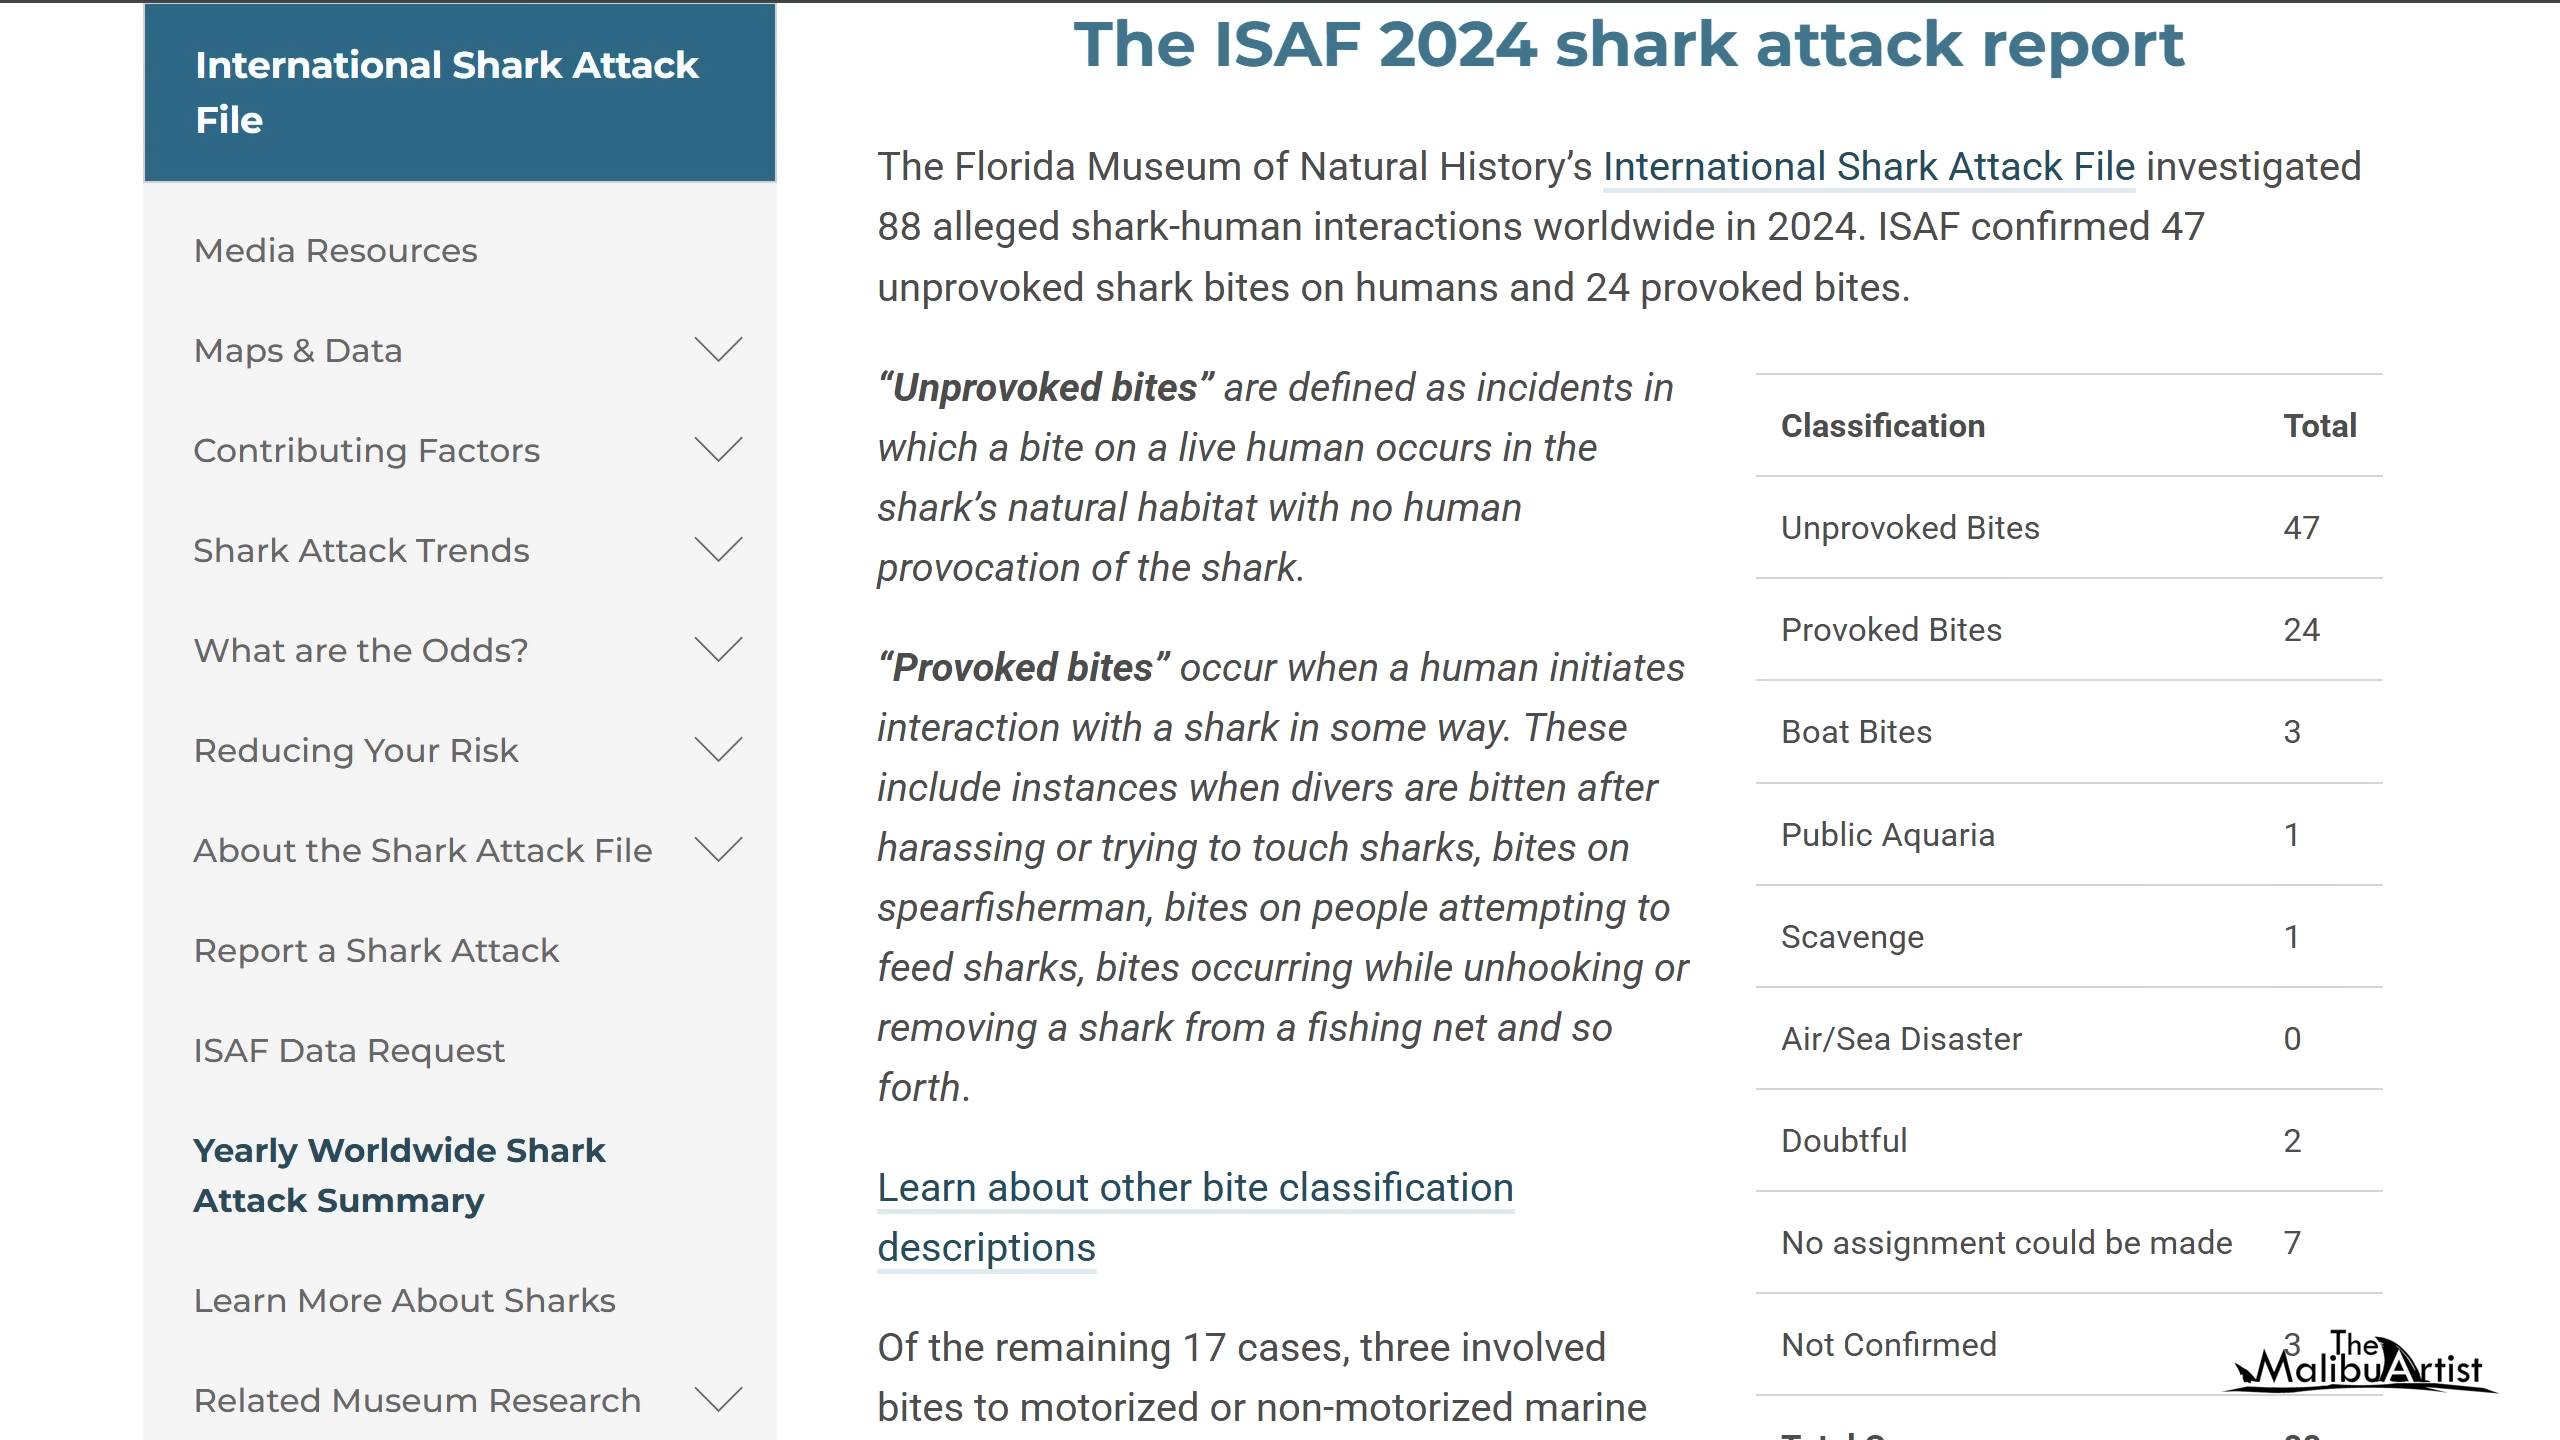 International Shark Attack
File
Media Resources
Maps & Data
Contributing Factors
Shark Attack Trends
What are the Odds?
Reducing Your Risk
About the Shark Attack File
Report a Shark Attack
ISAF Data Request
Yearly Worldwide Shark
Attack Summary
Learn More About Sharks
Related Museum Research
The ISAF 2024 shark attack report
The Florida Museum of Natural History’s International Shark Attack File investigated
88 alleged shark-human interactions worldwide in 2024. ISAF confirmed 47
unprovoked shark bites on humans and 24 provoked bites.
“Unprovoked bites” are defined as incidents in
which a bite on a live human occurs in the
shark’s natural habitat with no human
provocation of the shark.
“Provoked bites” occur when a human initiates
interaction with a shark in some way. These
include instances when divers are bitten after
harassing or trying to touch sharks, bites on
spearfisherman, bites on people attempting to
feed sharks, bites occurring while unhooking or
removing a shark from a fishing net and so
forth.
Learn about other bite classification
descriptions
Of the remaining 17 cases, three involved
bites to motorized or non-motorized marine
Classification Total
Unprovoked Bites 47
Provoked Bites 24
Boat Bites 3
Public Aquaria 1
Scavenge 1
Air/Sea Disaster 0
Doubtful 2
No assignment could be made 7
Not Confirmed 3
The
MalibuArtist